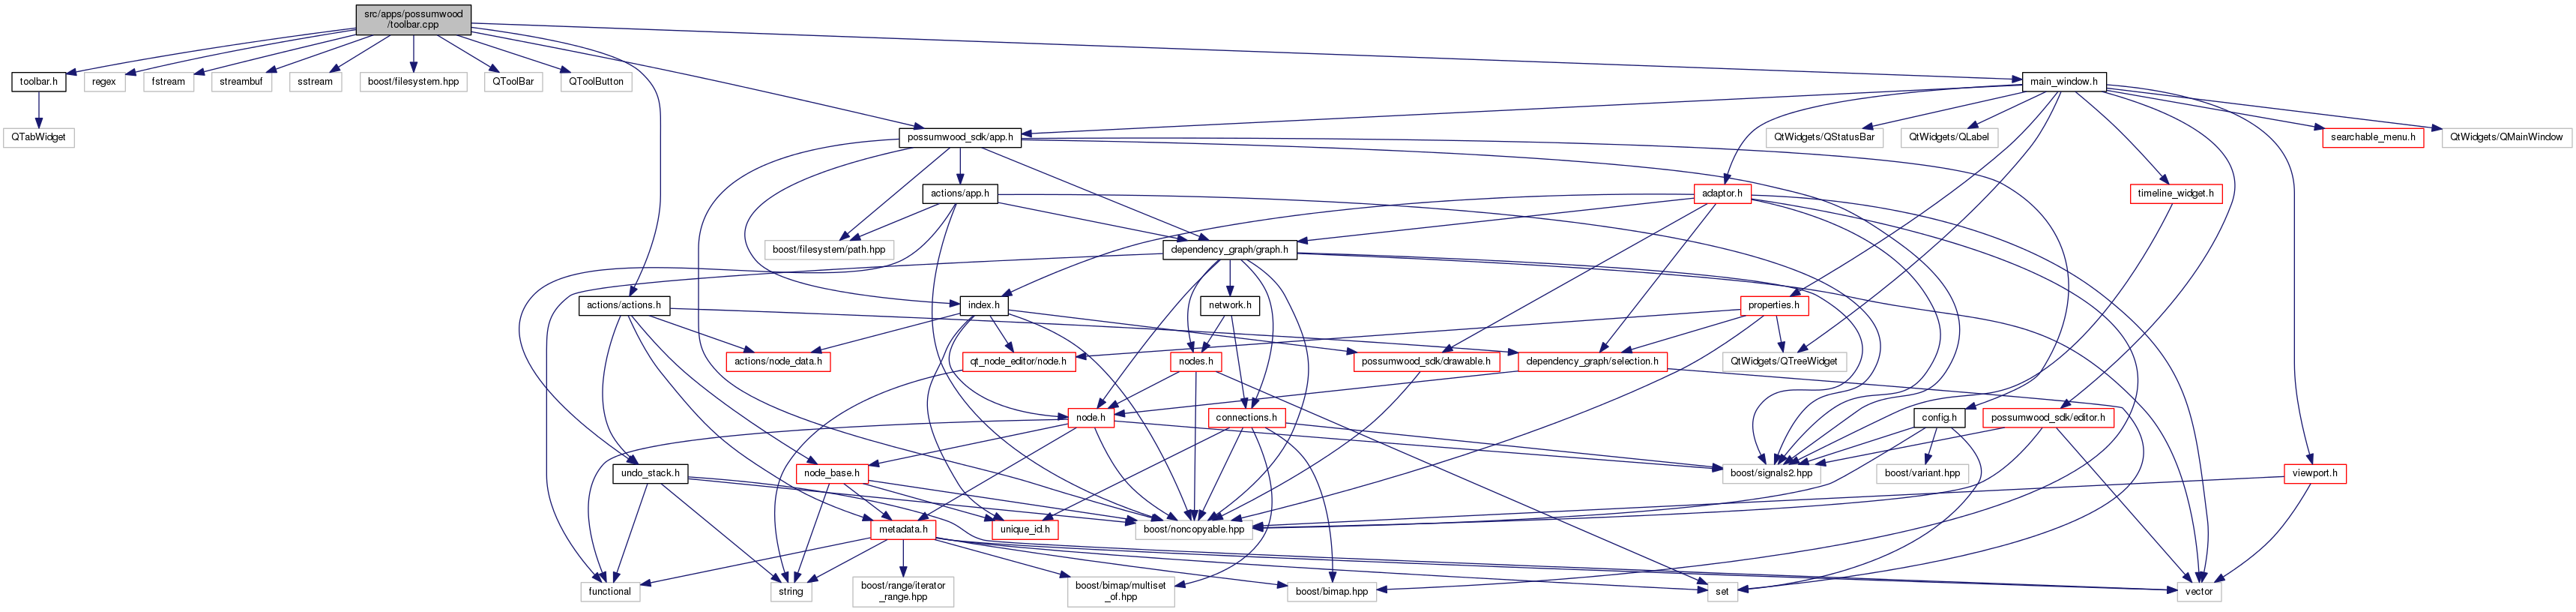 src/apps/possumwood
/toolbar.cpp
toolbar.h
regex
fstream
streambuf
sstream
boost/filesystem.hpp
QToolBar
QToolButton
main_window.h
QTabWidget
possumwood_sdk/app.h
QtWidgets/QStatusBar
QtWidgets/QLabel
searchable_menu.h
QtWidgets/QMainWindow
actions/app.h
adaptor.h
timeline_widget.h
boost/filesystem/path.hpp
dependency_graph/graph.h
actions/actions.h
index.h
network.h
properties.h
actions/node_data.h
qt_node_editor/node.h
nodes.h
possumwood_sdk/drawable.h
dependency_graph/selection.h
QtWidgets/QTreeWidget
node.h
connections.h
config.h
possumwood_sdk/editor.h
undo_stack.h
node_base.h
boost/signals2.hpp
boost/variant.hpp
viewport.h
metadata.h
unique_id.h
boost/noncopyable.hpp
functional
string
boost/range/iterator
_range.hpp
boost/bimap/multiset
_of.hpp
boost/bimap.hpp
set
vector